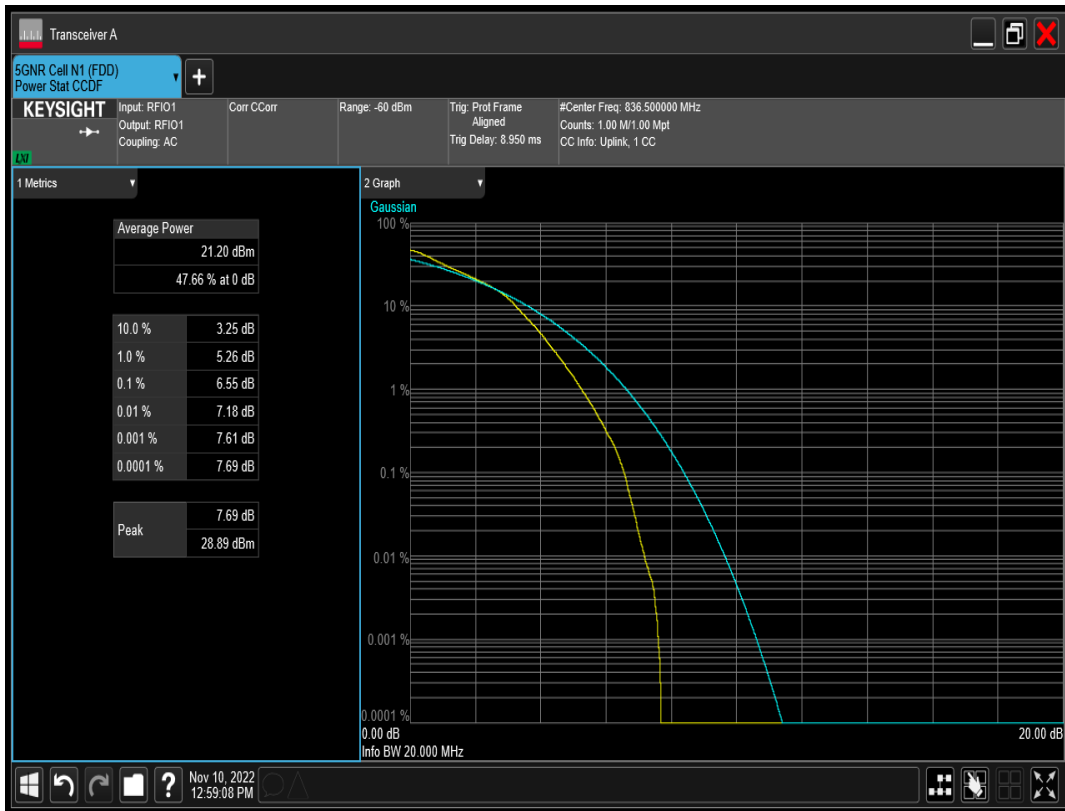 Transceiver A
5GNR Cell N1 (FDD)
Power Stat CCDF
KEYSIGHT
LXI
Input: RFIO1
Output: RFIO1
Coupling: AC
Corr CCorr
Range: -60 dBm
Trig: Prot Frame
Aligned
Trig Delay: 8.950 ms
#Center Freq: 836.500000 MHz
Counts: 1.00 M/1.00 Mpt
CC Info: Uplink, 1 CC
1 Metrics
Average Power
21.20 dBm
47.66 % at 0 dB
10.0 % 3.25 dB
1.0 % 5.26 dB
0.1 % 6.55 dB
0.01 % 7.18 dB
0.001 % 7.61 dB
0.0001 % 7.69 dB
Peak
7.69 dB
28.89 dBm
2 Graph
Gaussian
100 %
10 %
1 %
0.1 %
0.01 %
0.001 %
0.0001 %
0.00 dB 20.00 dB
Info BW 20.000 MHz
?
Nov 10, 2022
12:59:08 PM